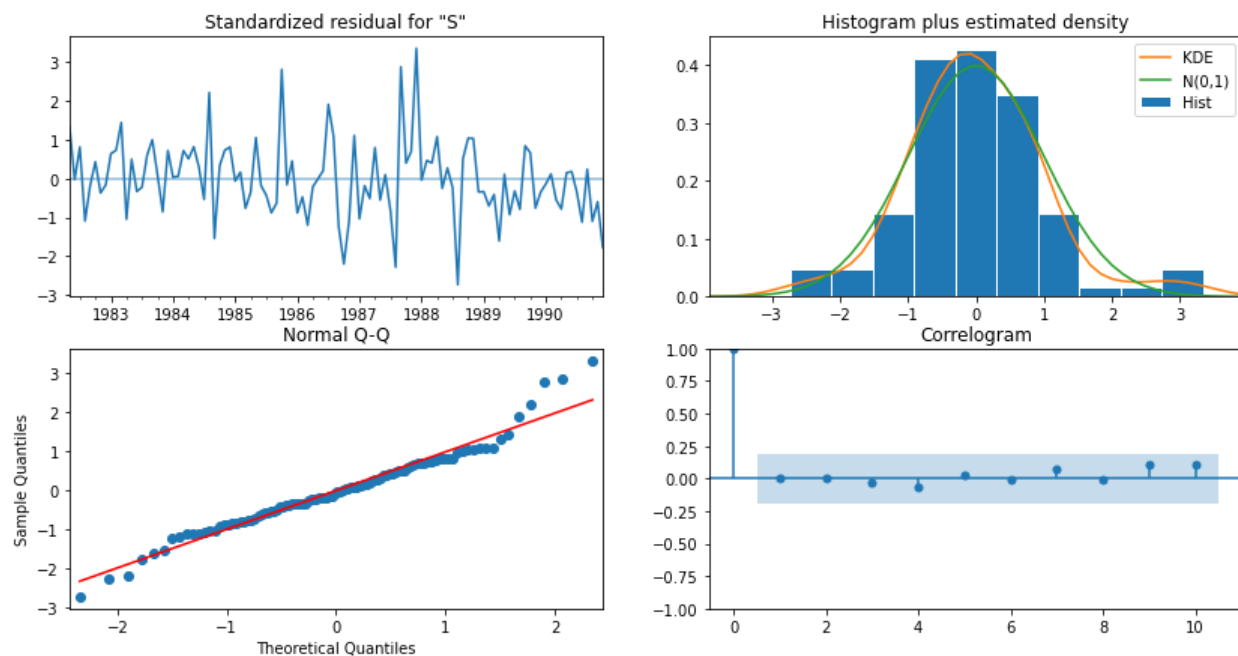 Standardized residual for "S"
3
2
1
0
−1
−2
−3
1983 1984 1985 1986 1987 1988 1989 1990
Histogram plus estimated density
KDE
N(0,1)
Hist
0.4
0.3
0.2
0.1
0.0
−3 −2 −1 0 1 2 3
Normal Q-Q
Sample Quantiles
3
2
1
0
−1
−2
−3
−2 −1 0 1 2
Theoretical Quantiles
Correlogram
1.00
0.75
0.50
0.25
0.00
−0.25
−0.50
−0.75
−1.00
0 2 4 6 8 10